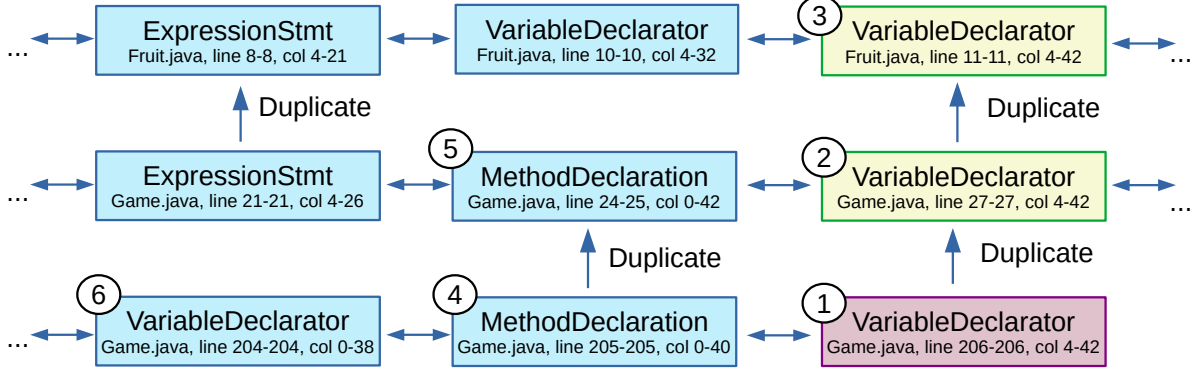 ExpressionStmt
Fruit.java, line 8-8, col 4-21
VariableDeclarator
Fruit.java, line 10-10, col 4-32
3
VariableDeclarator
Fruit.java, line 11-11, col 4-42
...
...
Duplicate
Duplicate
ExpressionStmt
Game.java, line 21-21, col 4-26
5
MethodDeclaration
Game.java, line 24-25, col 0-42
2
VariableDeclarator
Game.java, line 27-27, col 4-42
...
...
Duplicate
Duplicate
6
VariableDeclarator
Game.java, line 204-204, col 0-38
4
MethodDeclaration
Game.java, line 205-205, col 0-40
1
VariableDeclarator
Game.java, line 206-206, col 4-42
...